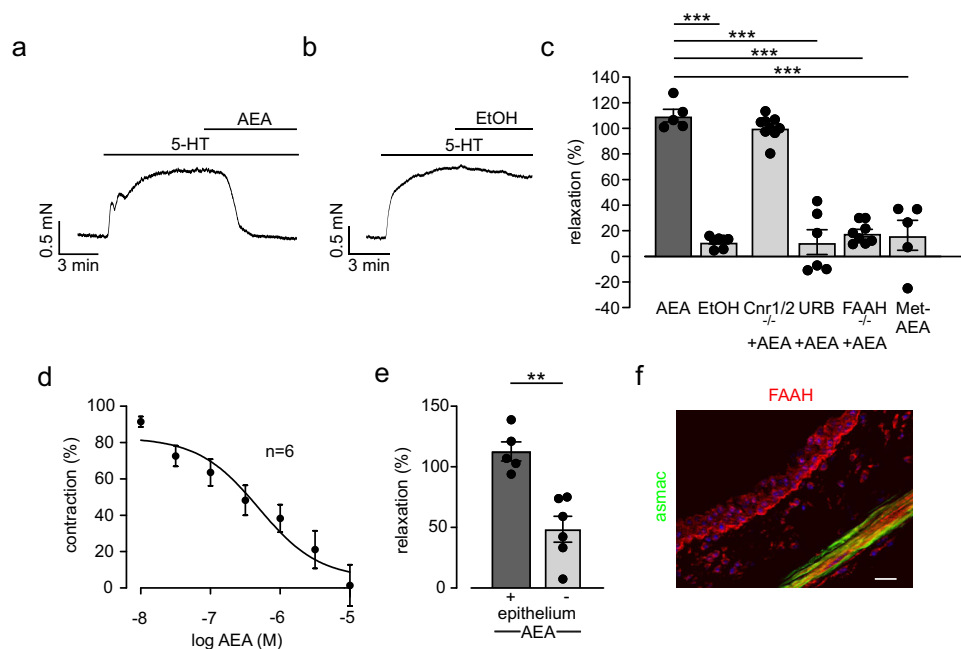 a
AEA
5-HT
0.5 mN
3 min
b
EtOH
5-HT
0.5 mN
3 min
c
***
***
***
***
relaxation (%)
140
120
100
80
60
40
20
0
-20
-40
AEA EtOH Cnr1/2 URB FAAH Met-
-/- -/- AEA
+AEA +AEA +AEA
d
contraction (%)
100
80
60
40
20
0
n=6
-8 -7 -6 -5
log AEA (M)
e
**
relaxation (%)
150
100
50
0
+ -
epithelium
AEA
f
FAAH
asmac